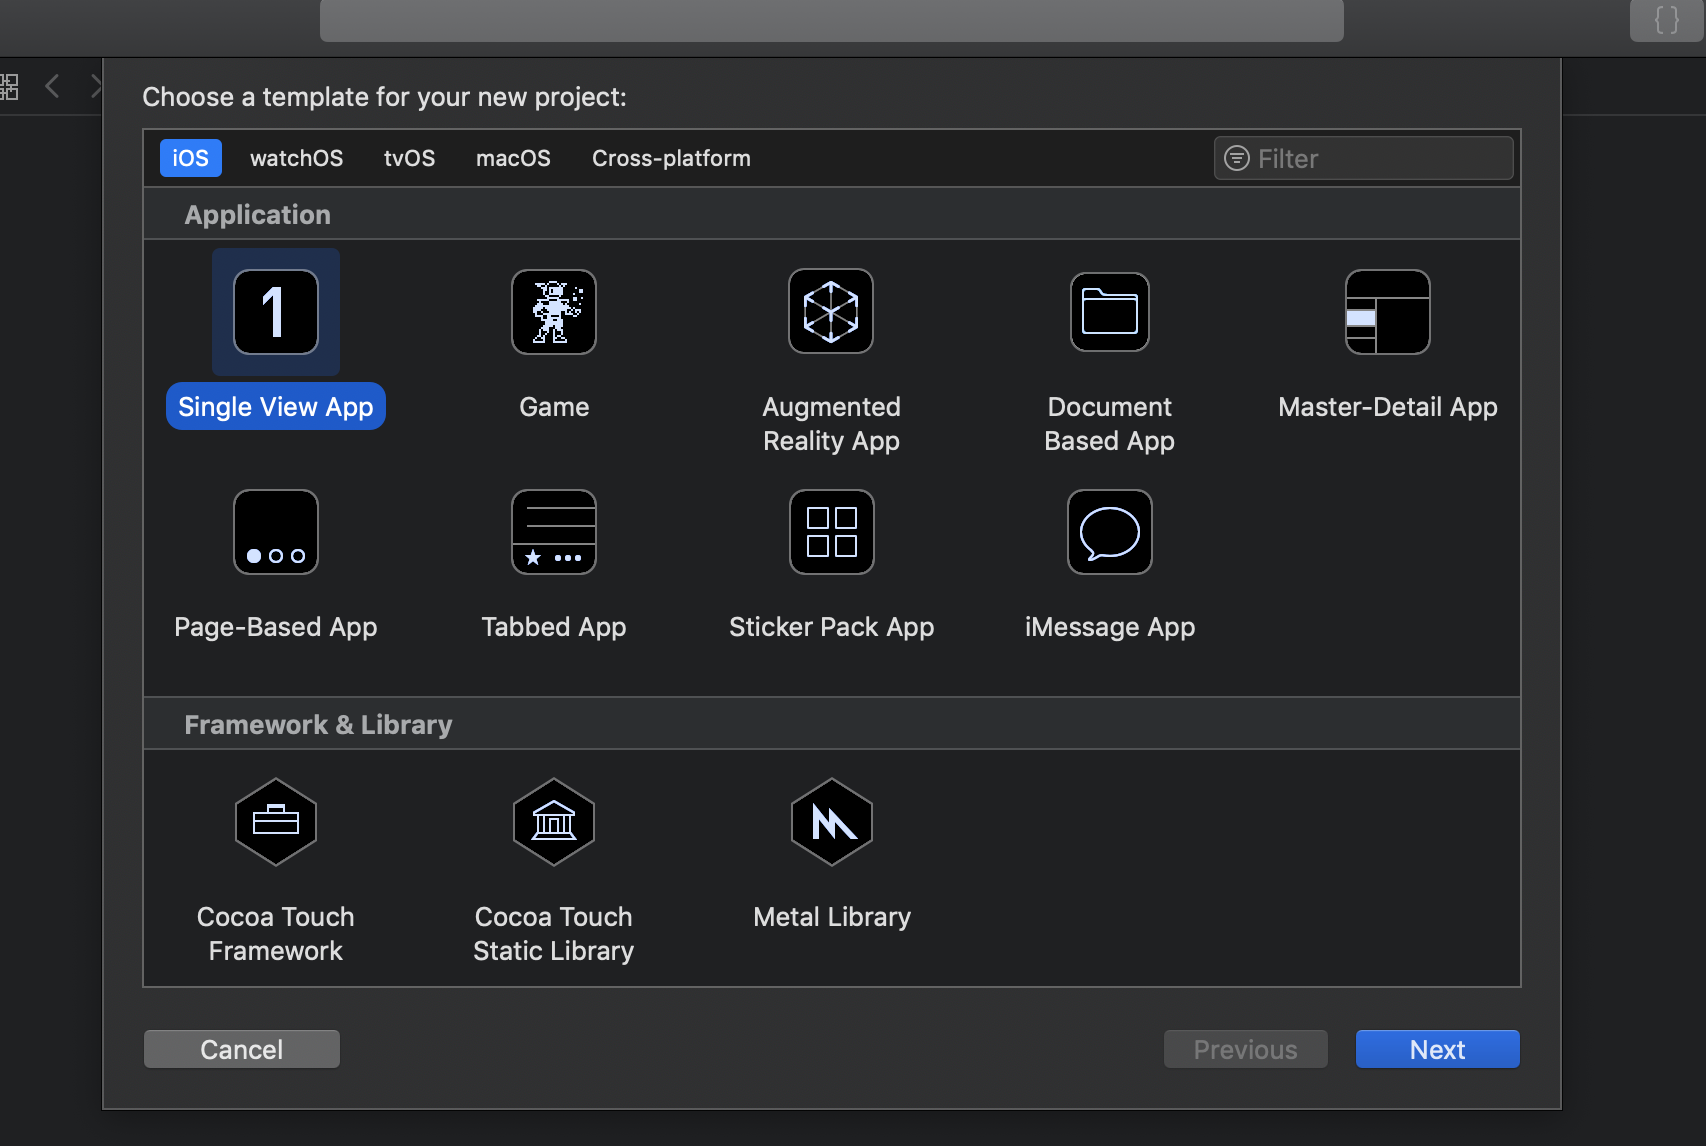 { }
Choose a template for your new project:
iOS watchOS tvOS macOS Cross-platform Filter
Application
1
Single View App Game Augmented Reality App Document Based App Master-Detail App
Page-Based App Tabbed App Sticker Pack App iMessage App
Framework & Library
Cocoa Touch Framework Cocoa Touch Static Library Metal Library
Cancel Previous Next